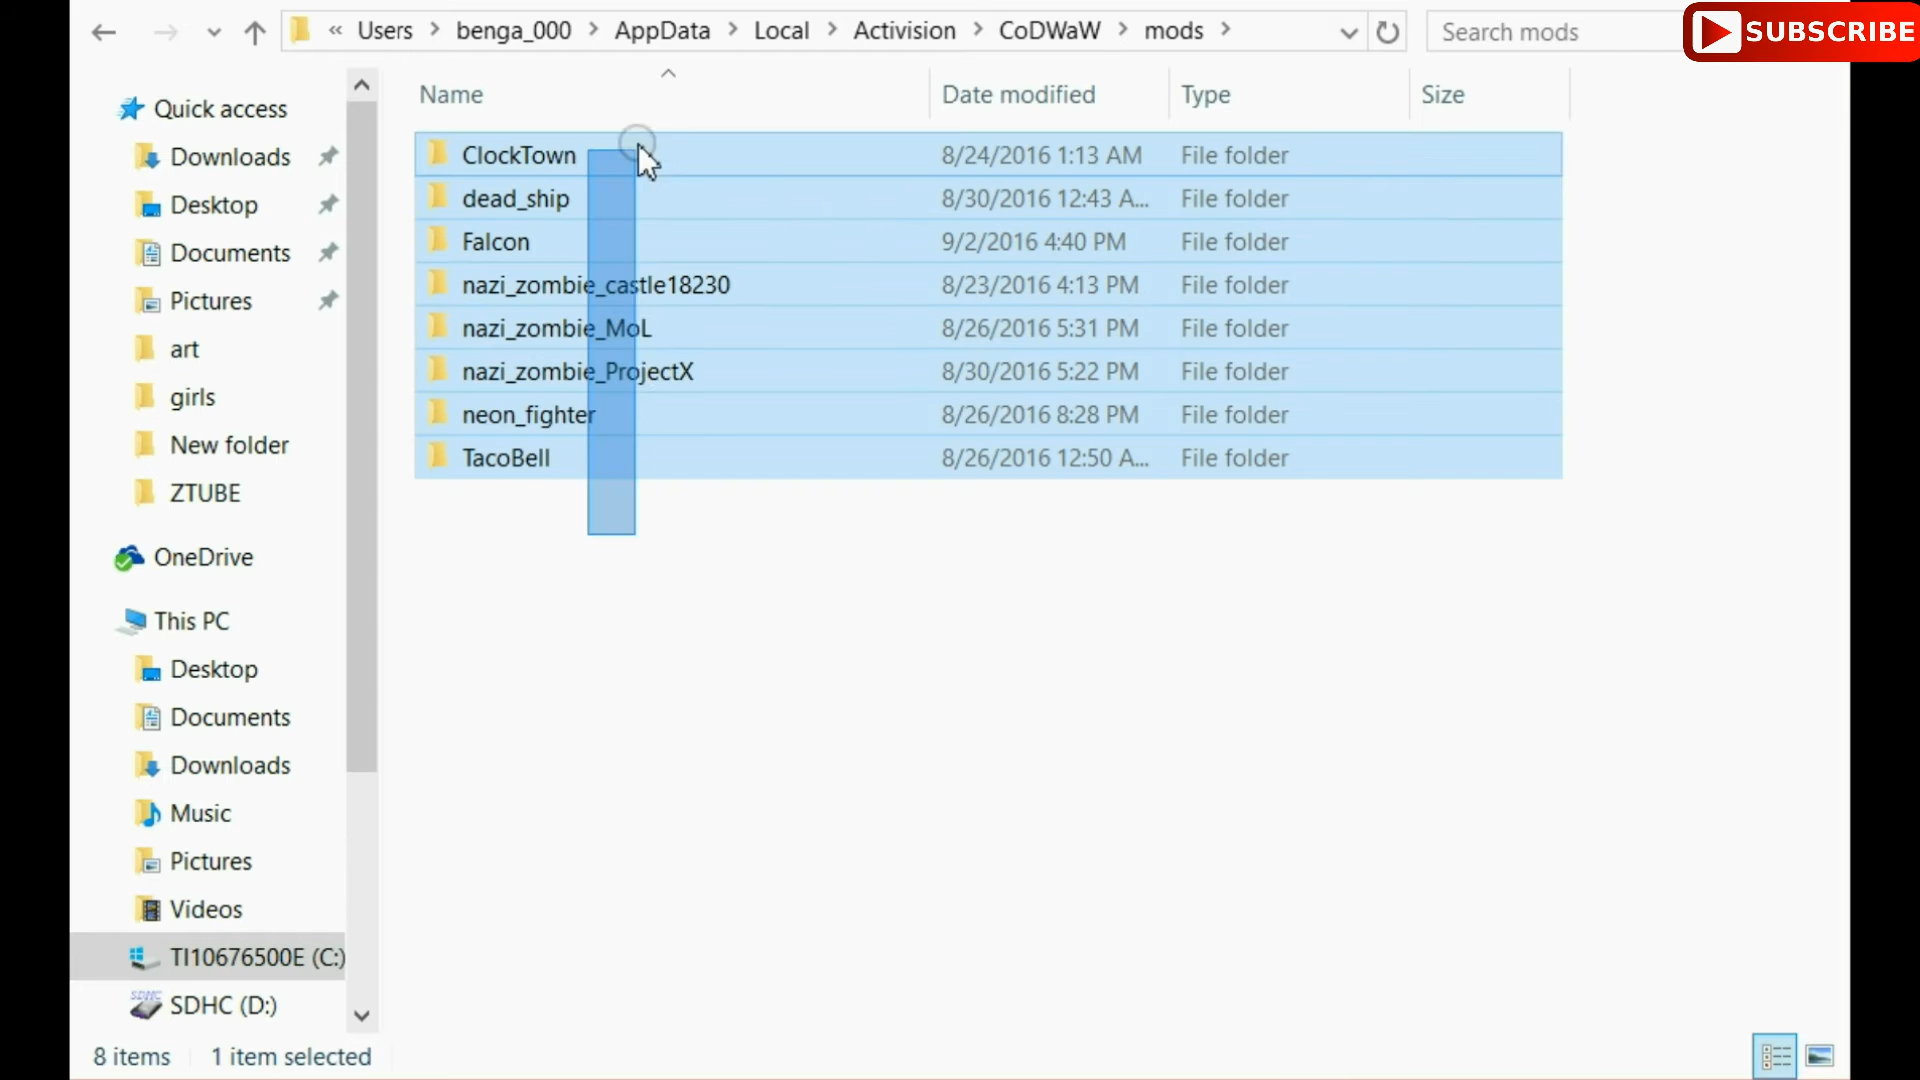 « Users > benga_000 > AppData > Local > Activision > CoDWaW > mods >
Search mods
SUBSCRIBE
Name Date modified Type Size
Quick access
Downloads
Desktop
Documents
Pictures
art
girls
New folder
ZTUBE
OneDrive
This PC
Desktop
Documents
Downloads
Music
Pictures
Videos
TI10676500E (C:)
SDHC (D:)
ClockTown 8/24/2016 1:13 AM File folder
dead_ship 8/30/2016 12:43 A... File folder
Falcon 9/2/2016 4:40 PM File folder
nazi_zombie_castle18230 8/23/2016 4:13 PM File folder
nazi_zombie_MoL 8/26/2016 5:31 PM File folder
nazi_zombie_ProjectX 8/30/2016 5:22 PM File folder
neon_fighter 8/26/2016 8:28 PM File folder
TacoBell 8/26/2016 12:50 A... File folder
8 items 1 item selected